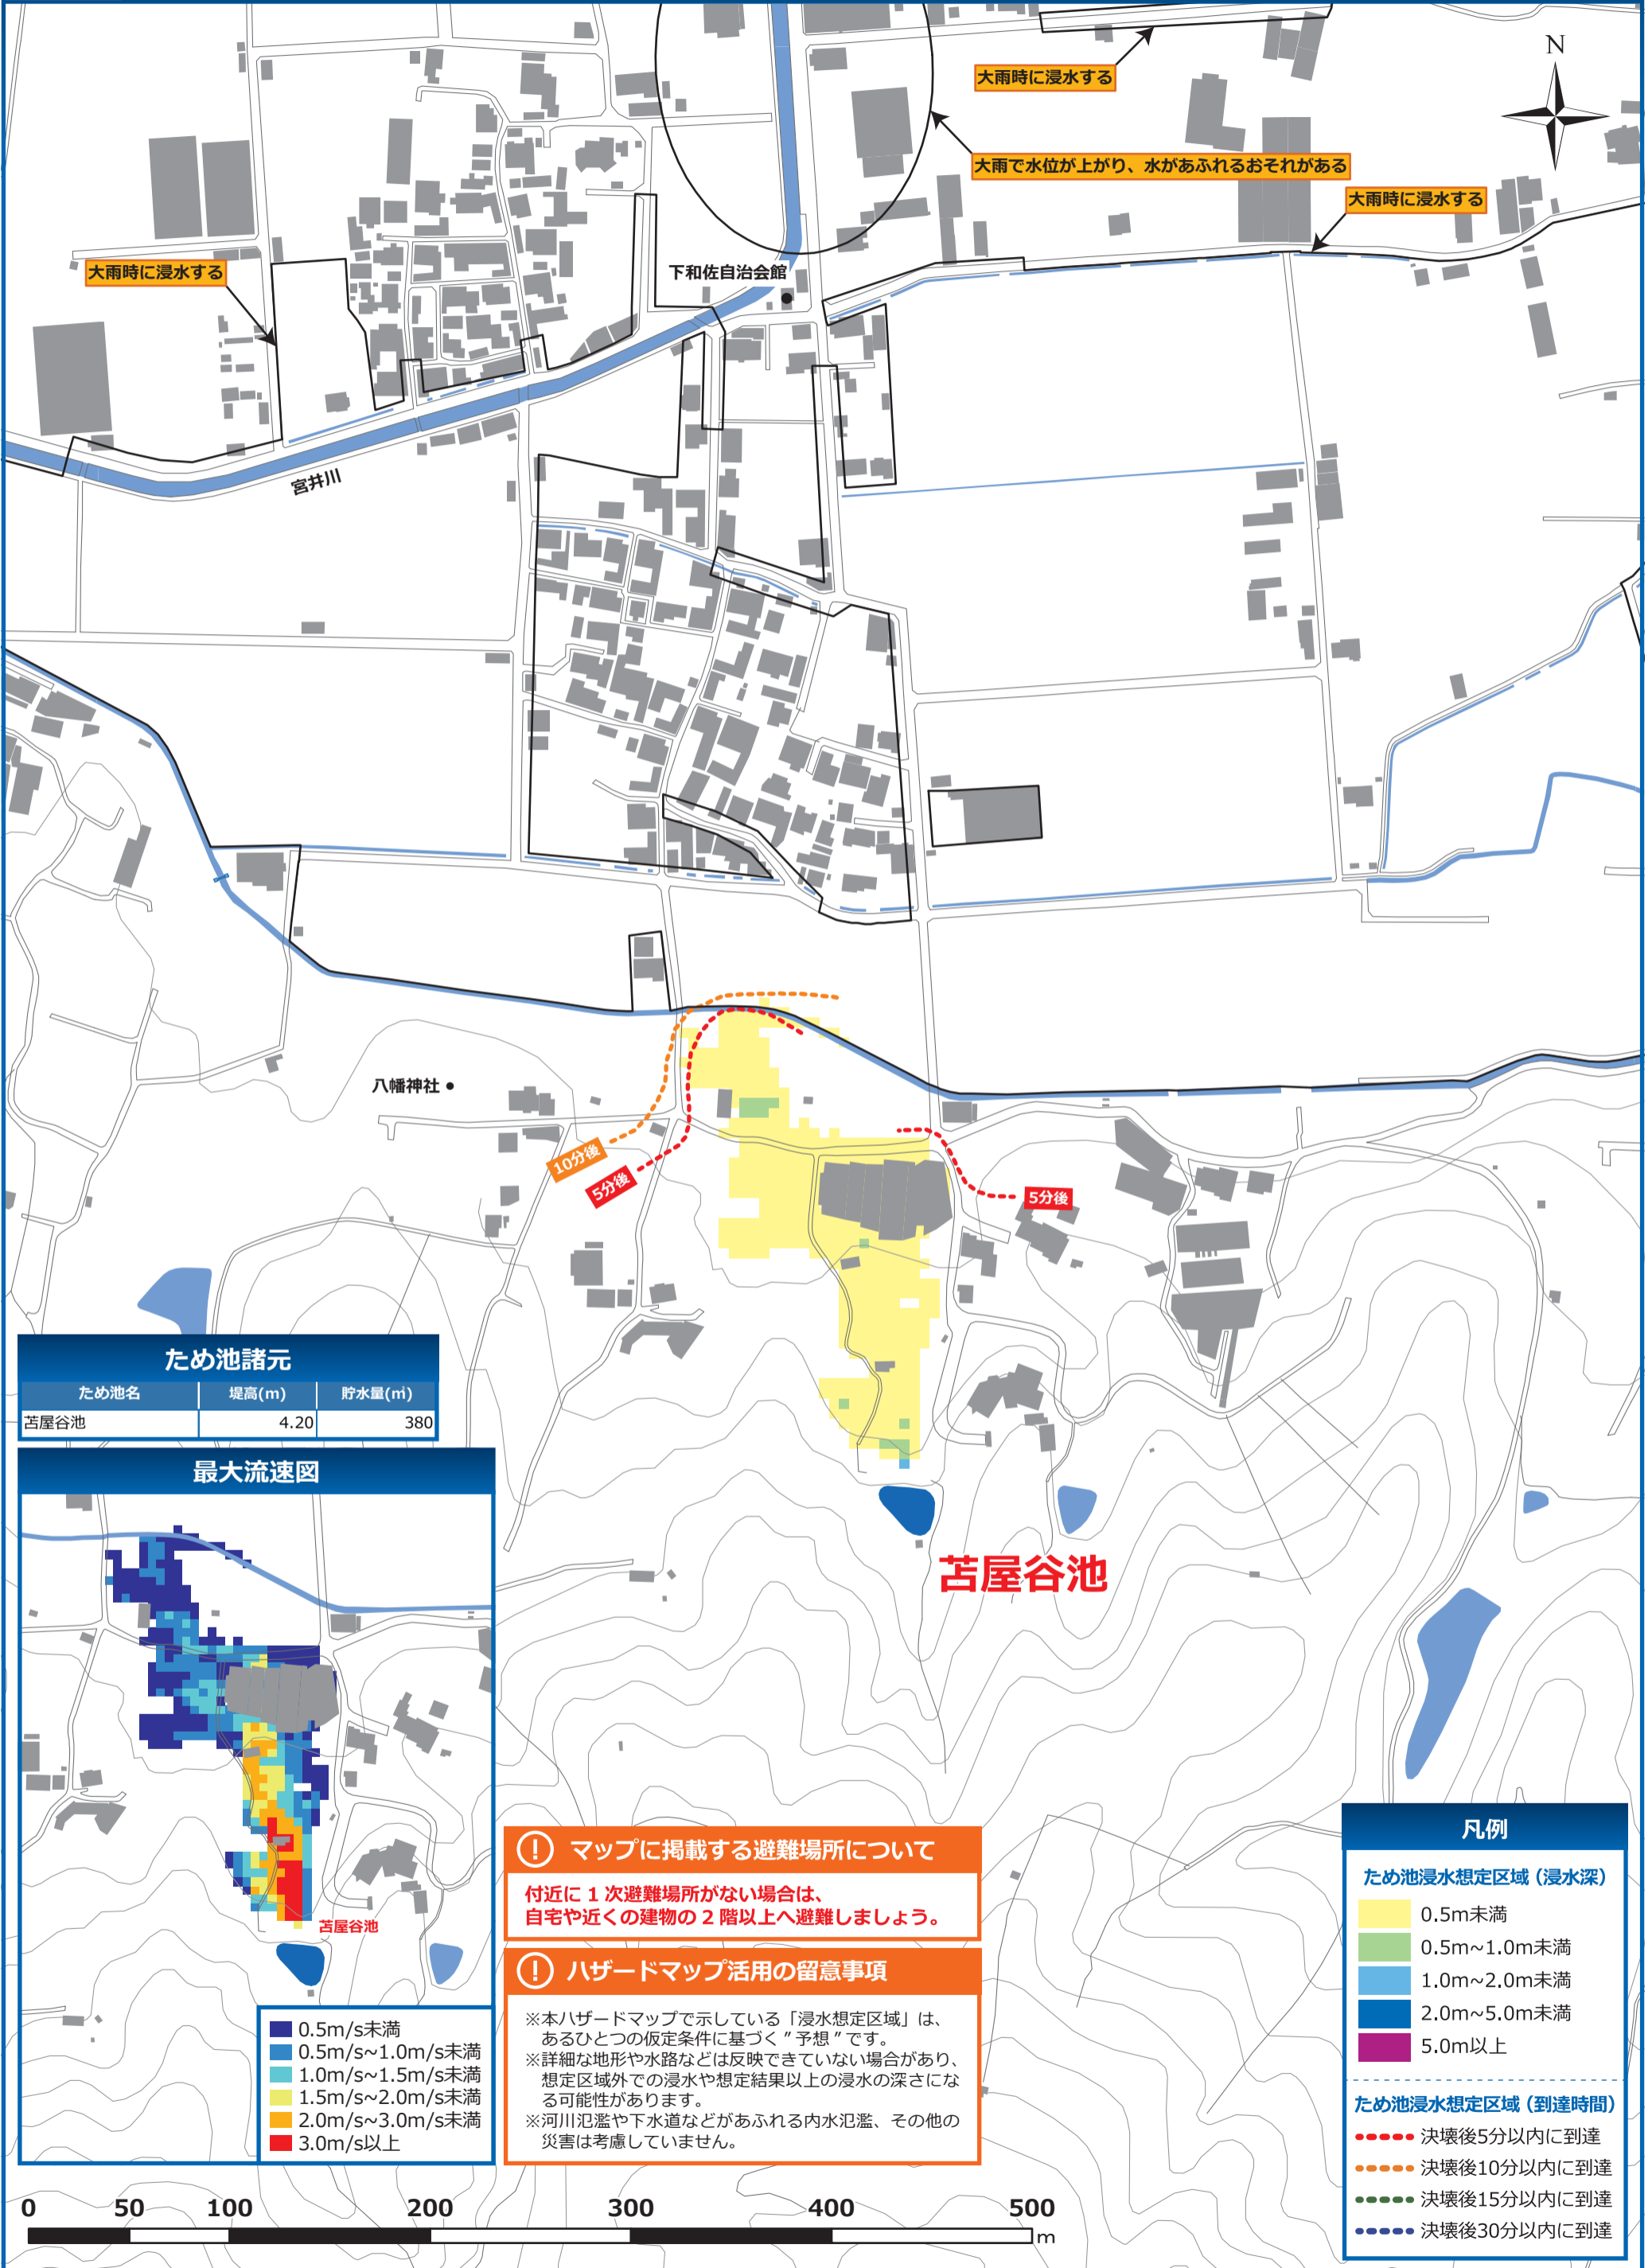 N
大雨時に浸水する
大雨で水位が上がり、水があふれるおそれがある
大雨時に浸水する
大雨時に浸水する
下和佐自治会館
宮井川
八幡神社
10分後
5分後
5分後
ため池諸元
ため池名 堤高(m) 貯水量(㎥)
苫屋谷池 4.20 380
最大流速図
苫屋谷池
苫屋谷池
0.5m/s未満
0.5m/s~1.0m/s未満
1.0m/s~1.5m/s未満
1.5m/s~2.0m/s未満
2.0m/s~3.0m/s未満
3.0m/s以上
! マップに掲載する避難場所について
付近に 1 次避難場所がない場合は、
自宅や近くの建物の 2 階以上へ避難しましょう。
! ハザードマップ活用の留意事項
※本ハザードマップで示している「浸水想定区域」は、
あるひとつの仮定条件に基づく”予想”です。
※詳細な地形や水路などは反映できていない場合があり、
想定区域外での浸水や想定結果以上の浸水の深さにな
る可能性があります。
※河川氾濫や下水道などがあふれる内水氾濫、その他の
災害は考慮していません。
凡例
ため池浸水想定区域（浸水深）
0.5m未満
0.5m~1.0m未満
1.0m~2.0m未満
2.0m~5.0m未満
5.0m以上
ため池浸水想定区域（到達時間）
決壊後5分以内に到達
決壊後10分以内に到達
決壊後15分以内に到達
決壊後30分以内に到達
0 50 100 200 300 400 500
m